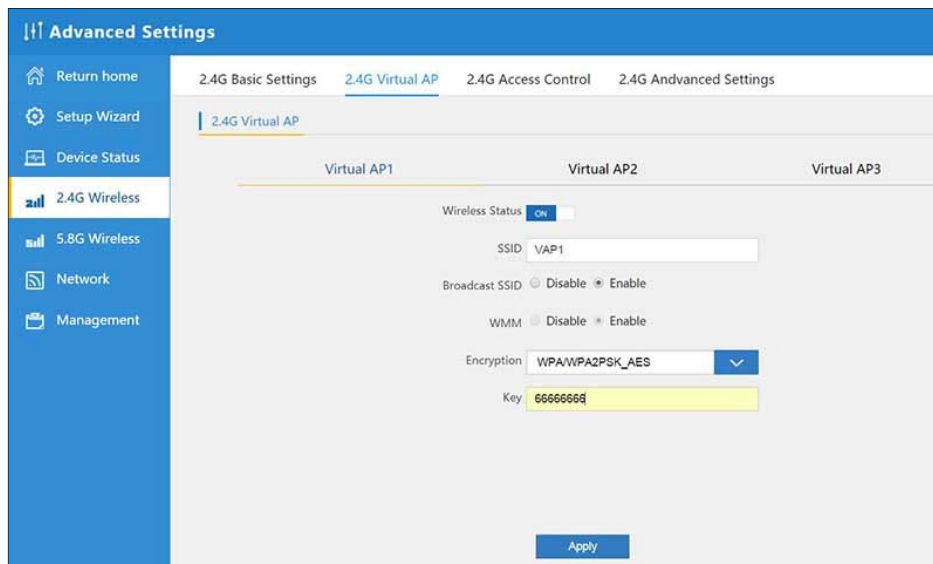 Advanced Settings
Return home
Setup Wizard
Device Status
2.4G Wireless
5.8G Wireless
Network
Management
2.4G Basic Settings 2.4G Virtual AP 2.4G Access Control 2.4G Andvanced Settings
2.4G Virtual AP
Virtual AP1 Virtual AP2 Virtual AP3
Wireless Status ON
SSID VAP1
Broadcast SSID Disable Enable
WMM Disable Enable
Encryption WPA/WPA2PSK_AES
Key 66666666
Apply